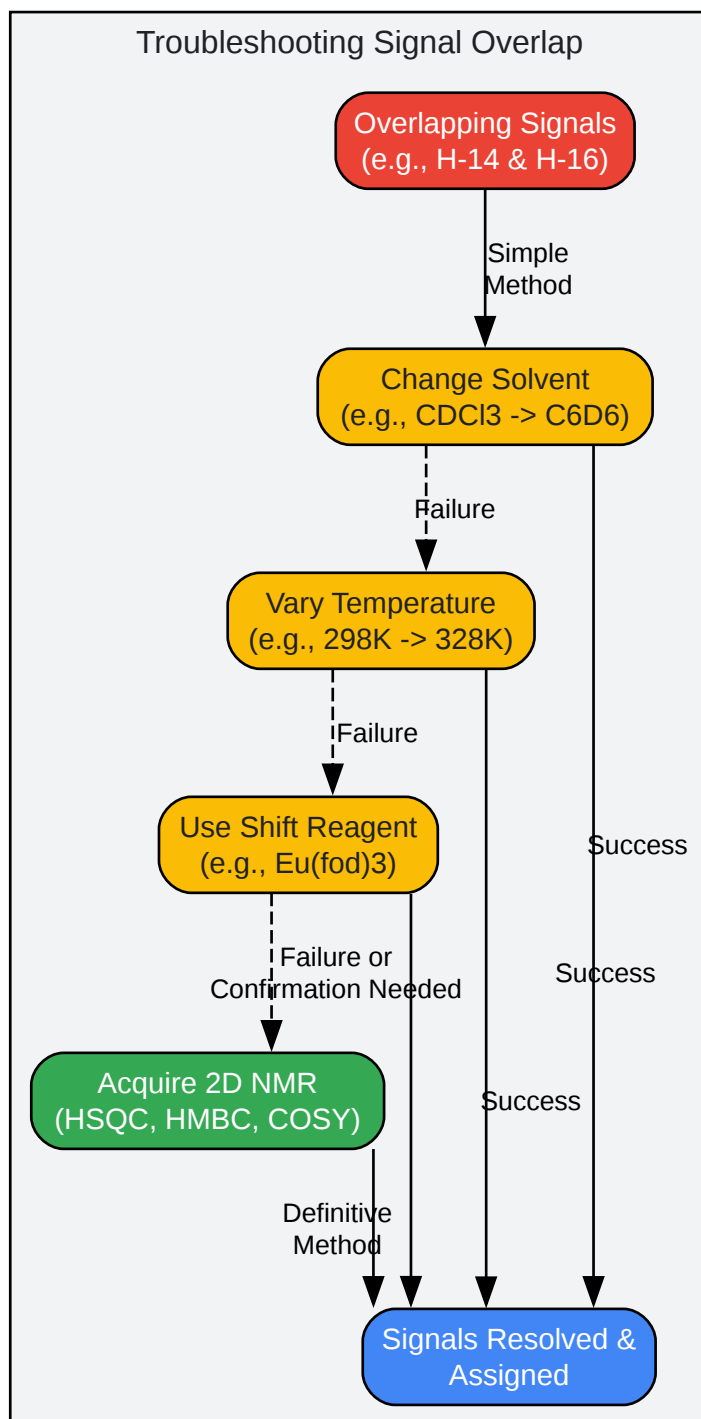 Troubleshooting Signal Overlap
Overlapping Signals
(e.g., H-14 & H-16)
Simple
Method
Change Solvent
(e.g., CDCl3 -> C6D6)
Failure
Vary Temperature
(e.g., 298K -> 328K)
Failure
Use Shift Reagent
(e.g., Eu(fod)3)
Success
Failure or
Confirmation Needed
Success
Acquire 2D NMR
(HSQC, HMBC, COSY)
Success
Definitive
Method
Signals Resolved &
Assigned